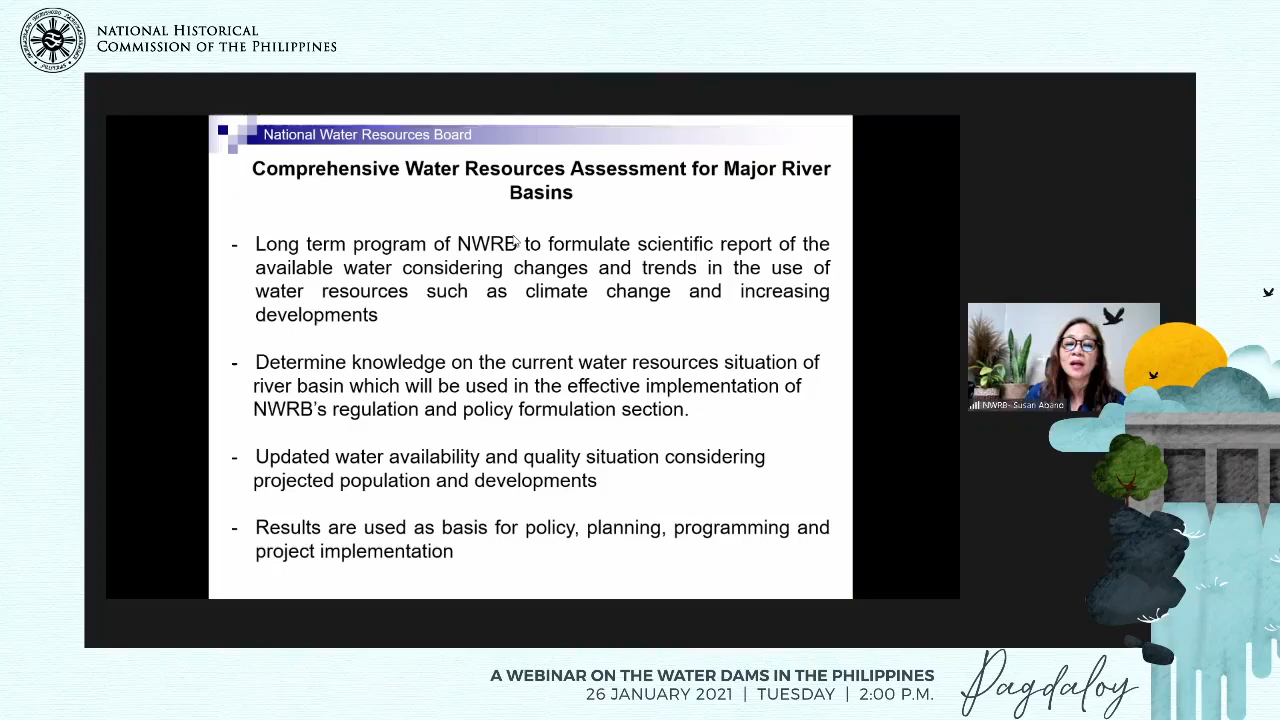 NATIONAL HISTORICAL
COMMISSION OF THE PHILIPPINES
National Water Resources Board
Comprehensive Water Resources Assessment for Major River
Basins
- Long term program of NWRB to formulate scientific report of the
available water considering changes and trends in the use of
water resources such as climate change and increasing
developments
- Determine knowledge on the current water resources situation of
river basin which will be used in the effective implementation of
NWRB's regulation and policy formulation section.
- Updated water availability and quality situation considering
projected population and developments
- Results are used as basis for policy, planning, programming and
project implementation
NWRB- Susan Abano
A WEBINAR ON THE WATER DAMS IN THE PHILIPPINES
26 JANUARY 2021 | TUESDAY | 2:00 P.M.
Pagdaloy